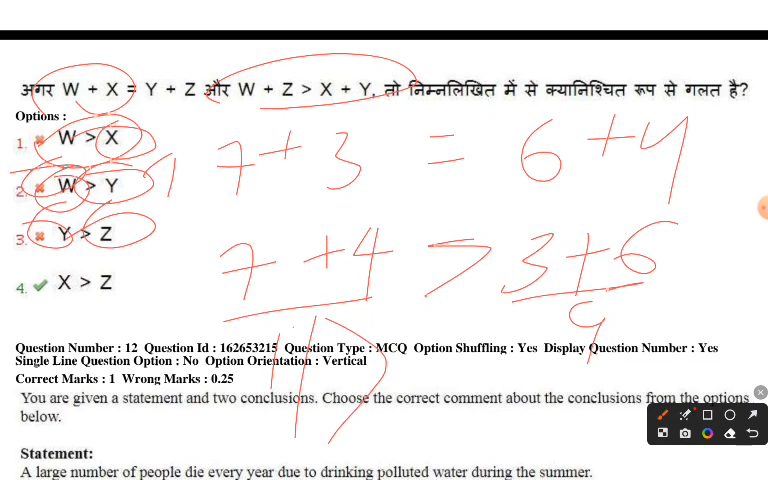 अगर W + X = Y + Z और W + Z > X + Y, तो निम्नलिखित में से क्यानिश्चित रूप से गलत है?
Options :
1. W > X
7 + 3 = 6 + 4
2. W > Y
3. Y > Z
7 + 4 > 3 + 6
4. X > Z
11
9
Question Number : 12 Question Id : 162653215 Question Type : MCQ Option Shuffling : Yes Display Question Number : Yes
Single Line Question Option : No Option Orientation : Vertical
Correct Marks : 1 Wrong Marks : 0.25
You are given a statement and two conclusions. Choose the correct comment about the conclusions from the options
below.
Statement:
A large number of people die every year due to drinking polluted water during the summer.